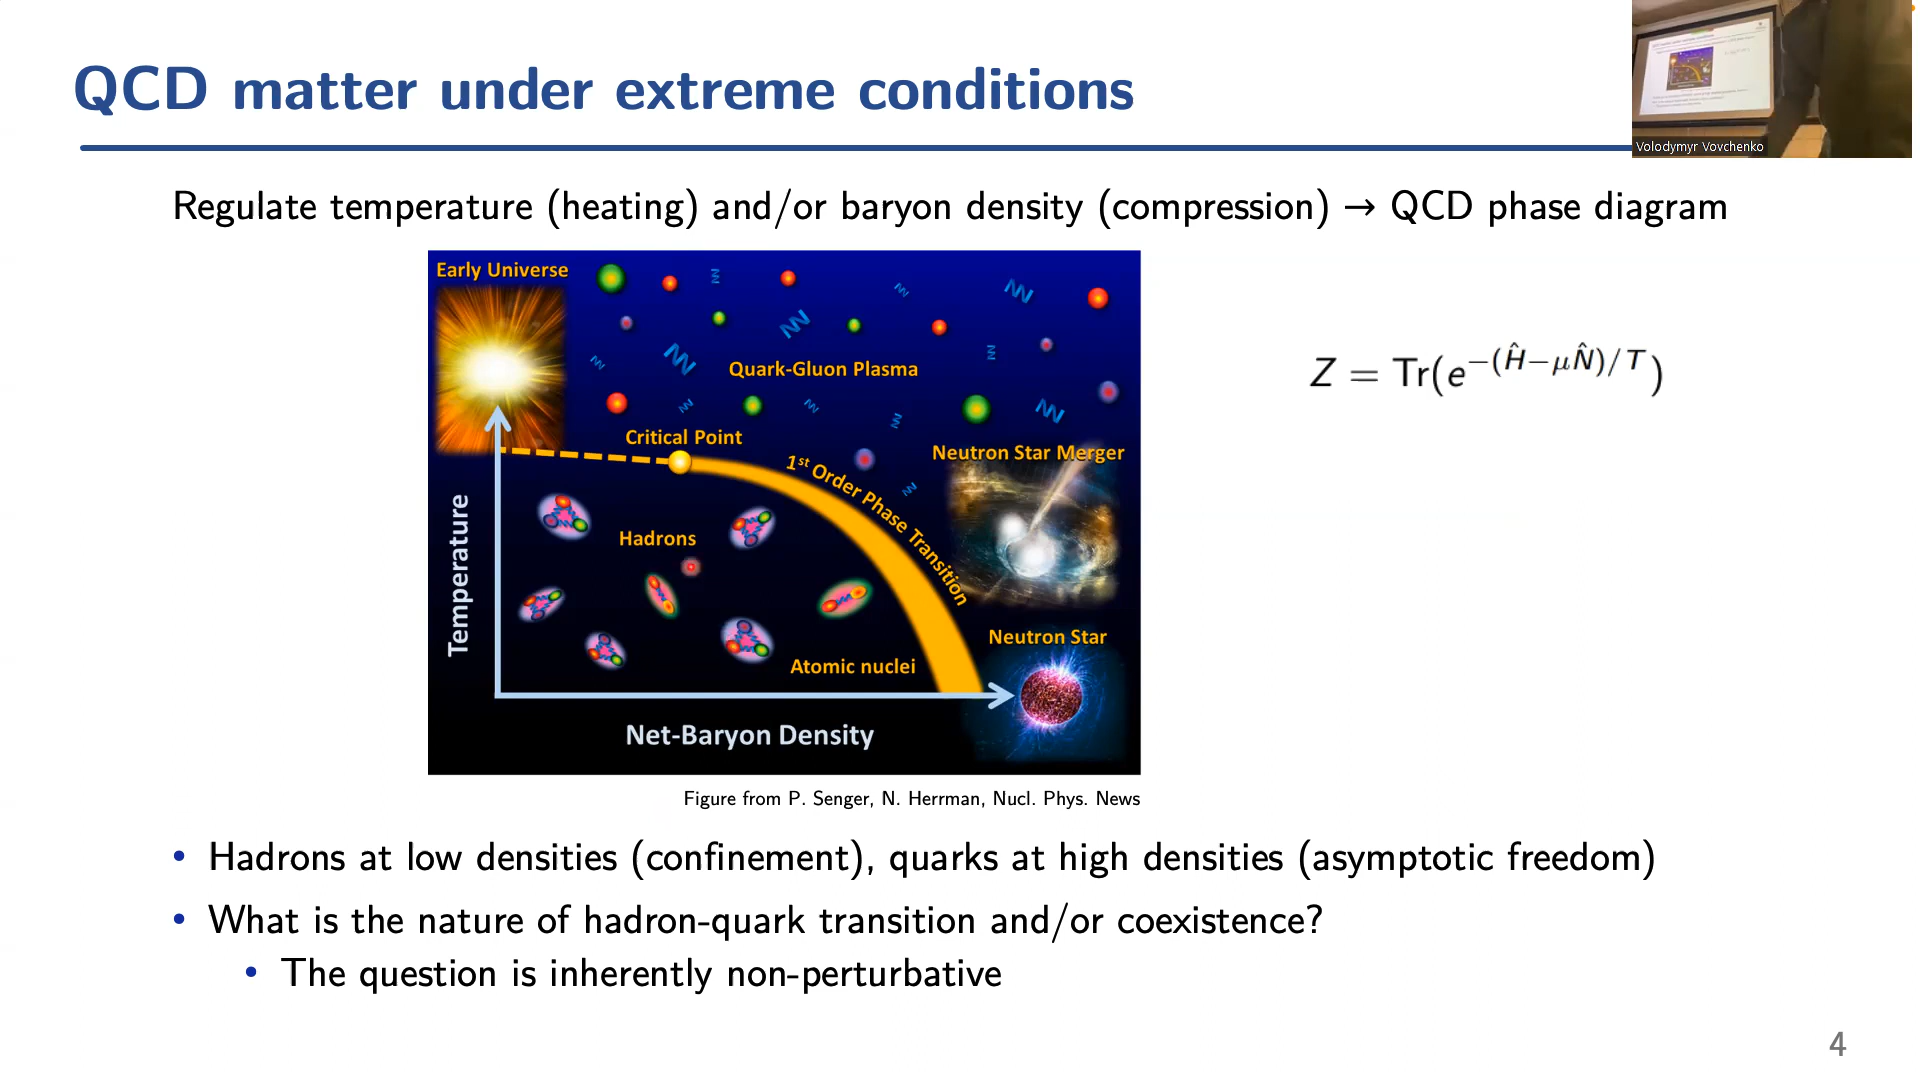 QCD matter under extreme conditions
Volodymyr Vovchenko
Regulate temperature (heating) and/or baryon density (compression) → QCD phase diagram
Early Universe
Quark-Gluon Plasma
Critical Point
1st Order Phase Transition
Neutron Star Merger
Hadrons
Temperature
Neutron Star
Atomic nuclei
Net-Baryon Density
Z = Tr(e^{−(Ĥ−μN̂)/T})
Figure from P. Senger, N. Herrman, Nucl. Phys. News
• Hadrons at low densities (confinement), quarks at high densities (asymptotic freedom)
• What is the nature of hadron-quark transition and/or coexistence?
• The question is inherently non-perturbative
4